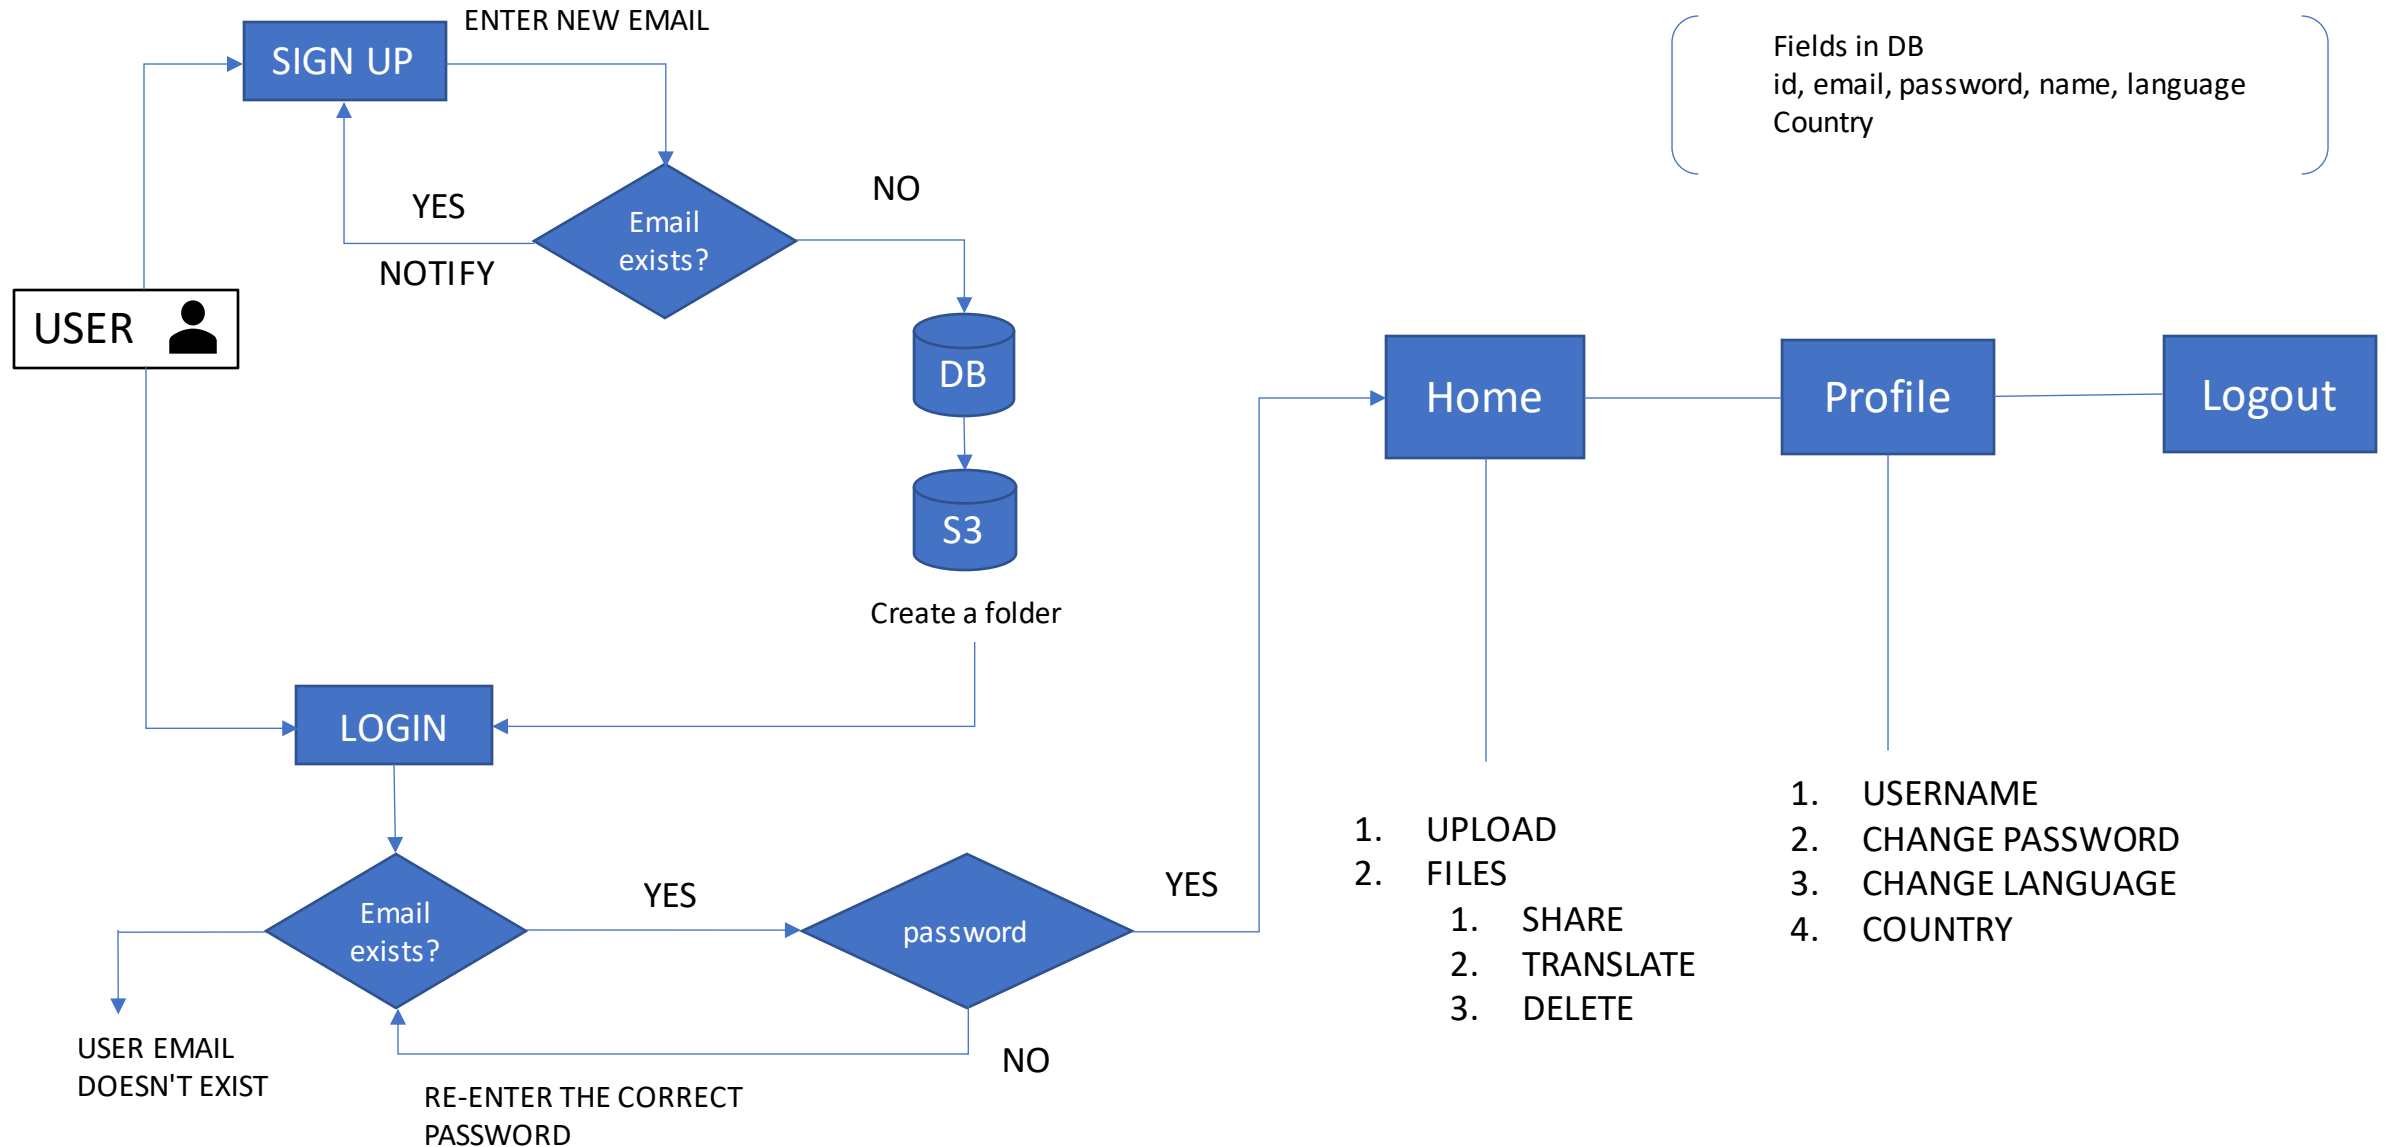 ENTER NEW EMAIL
SIGN UP
Fields in DB
id, email, password, name, language
Country
YES
NO
Email
exists?
NOTIFY
USER
DB
Home
Profile
Logout
S3
Create a folder
LOGIN
1. UPLOAD
2. FILES
1. SHARE
2. TRANSLATE
3. DELETE
1. USERNAME
2. CHANGE PASSWORD
3. CHANGE LANGUAGE
4. COUNTRY
Email
exists?
YES
password
YES
NO
USER EMAIL
DOESN'T EXIST
RE-ENTER THE CORRECT
PASSWORD